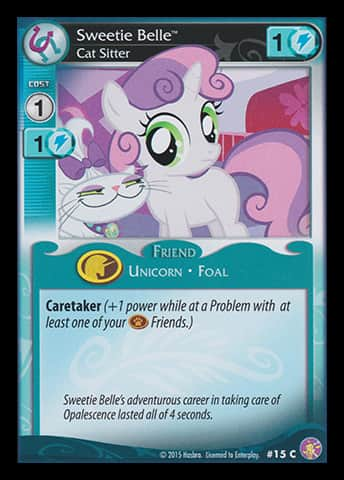 Sweetie Belle™
Cat Sitter
1
COST
1
1
FRIEND
UNICORN • FOAL
Caretaker (+1 power while at a Problem with at
least one of your Friends.)
Sweetie Belle's adventurous career in taking care of
Opalescence lasted all of 4 seconds.
© 2015 Hasbro. Licensed to Enterplay. #15 C